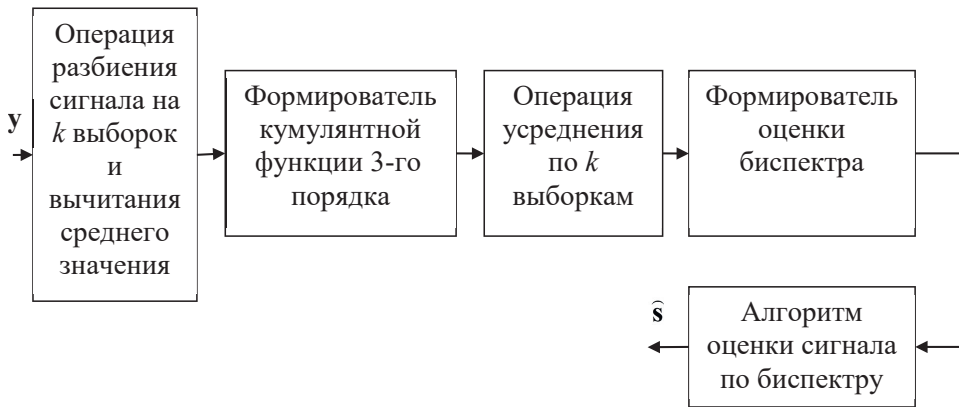 y
Операция
разбиения
сигнала на
k выборок
и
вычитания
среднего
значения
Формирователь
кумулянтной
функции 3-го
порядка
Операция
усреднения
по k
выборкам
Формирователь
оценки
биспектра
Алгоритм
оценки сигнала
по биспектру
ŝ